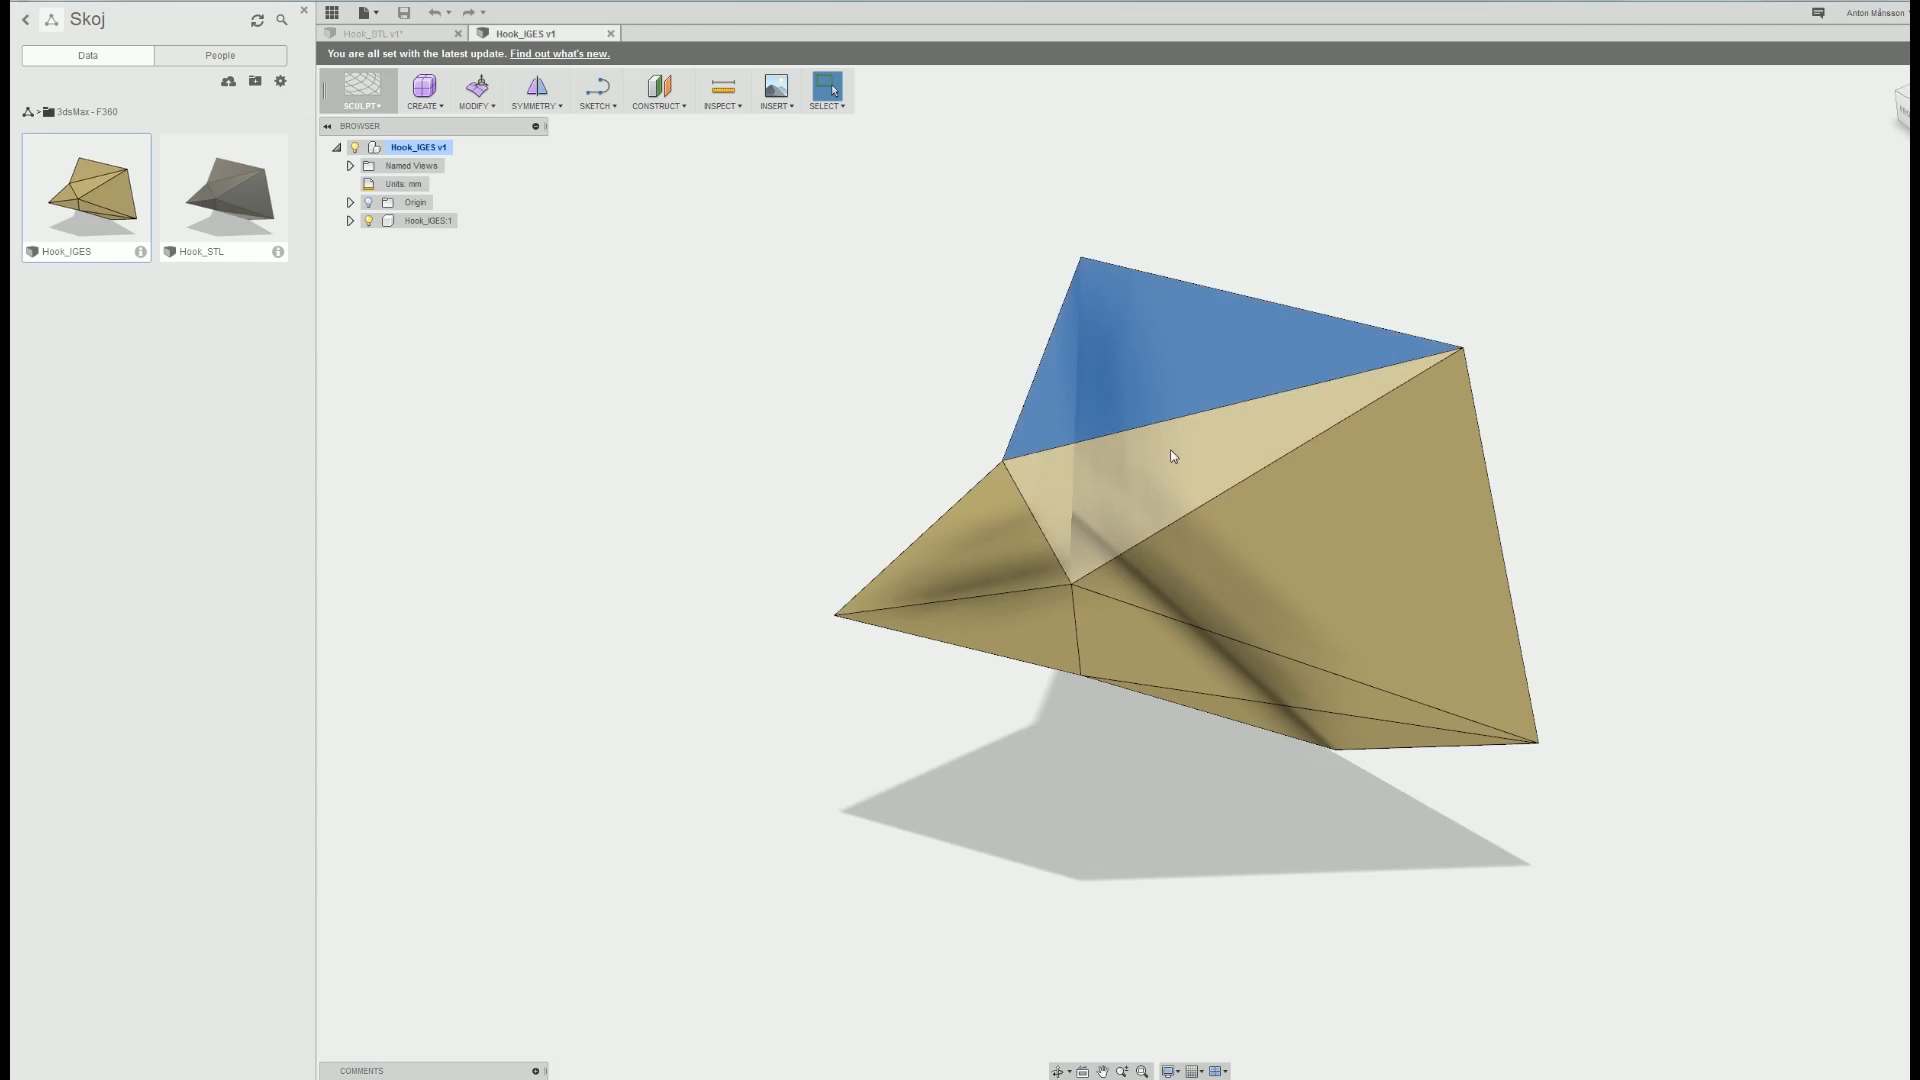 Skoj
Data
People
3dsMax - F360
Hook_IGES
Hook_STL
Anton Månsson
Hook_STL v1*
Hook_IGES v1
You are all set with the latest update. Find out what's new.
SCULPT
CREATE
MODIFY
SYMMETRY
SKETCH
CONSTRUCT
INSPECT
INSERT
SELECT
BROWSER
Hook_IGES v1
Named Views
Units: mm
Origin
Hook_IGES:1
COMMENTS